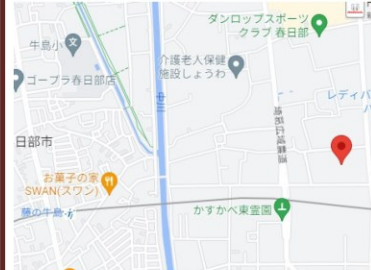 ダンロップスポーツ
クラブ 春日部
牛島小
介護老人保健
施設しょうわ
ゴープラ春日部店
レディバ
日部市
お菓子の家
SWAN(スワン)
かすかべ東霊園
藤の牛島